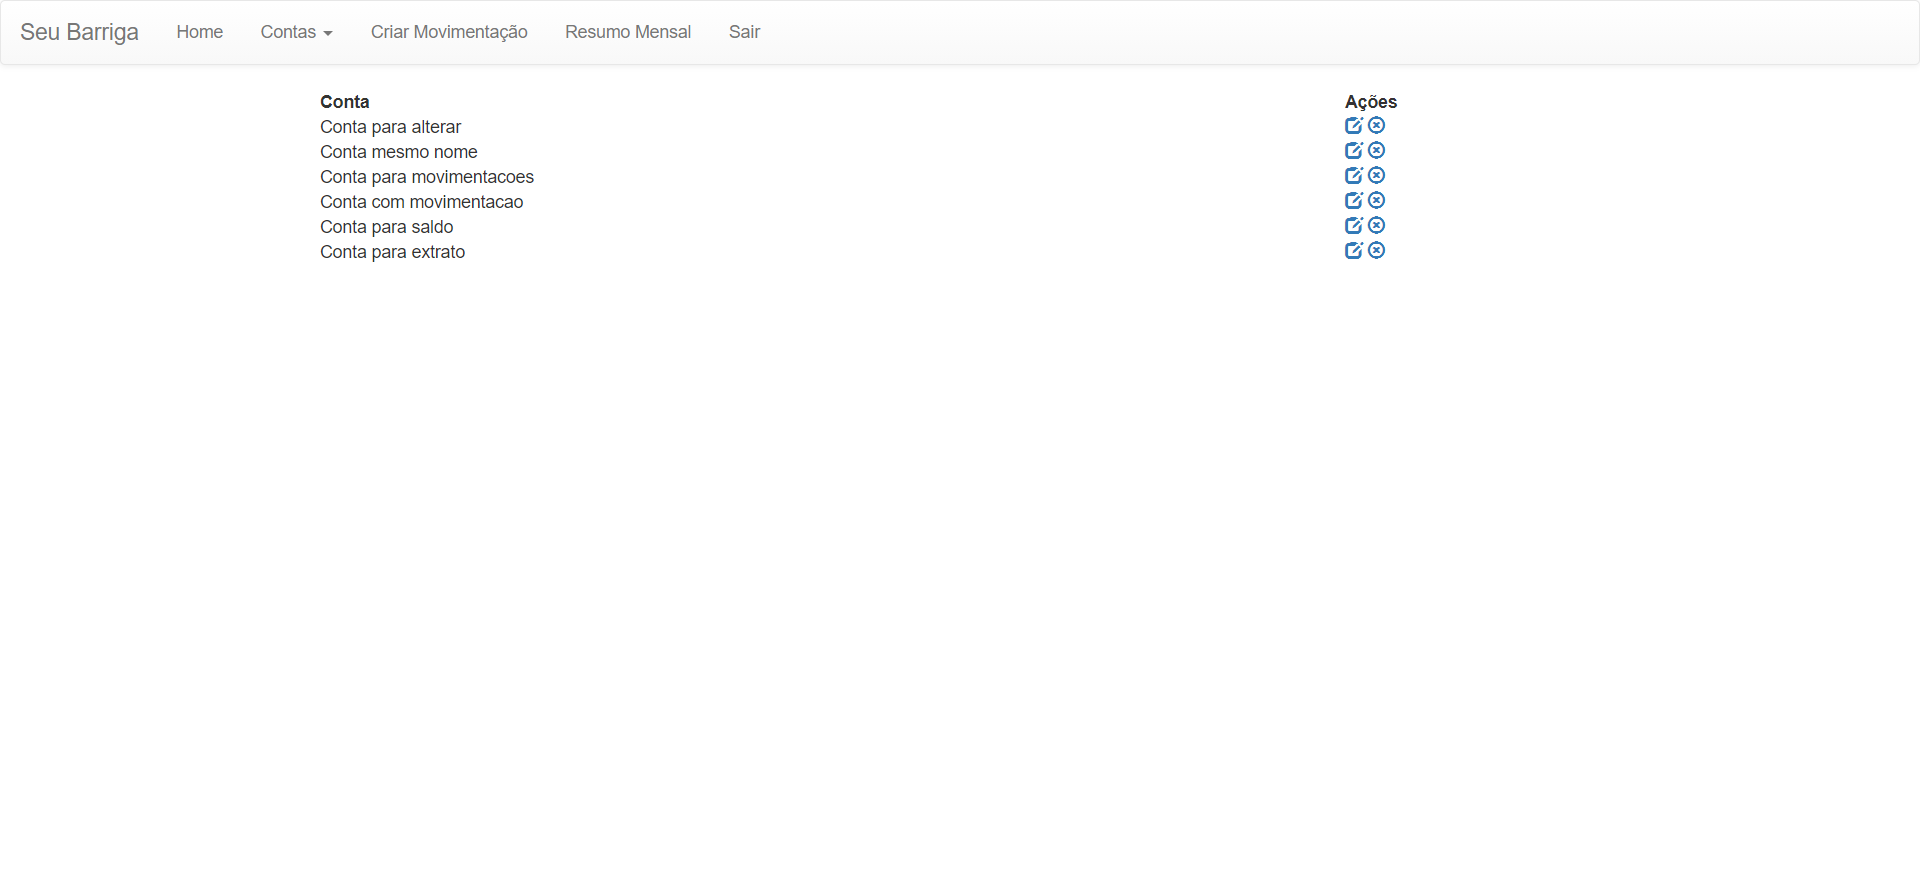 Seu Barriga Home Contas Criar Movimentação Resumo Mensal Sair
Conta Ações
Conta para alterar
Conta mesmo nome
Conta para movimentacoes
Conta com movimentacao
Conta para saldo
Conta para extrato